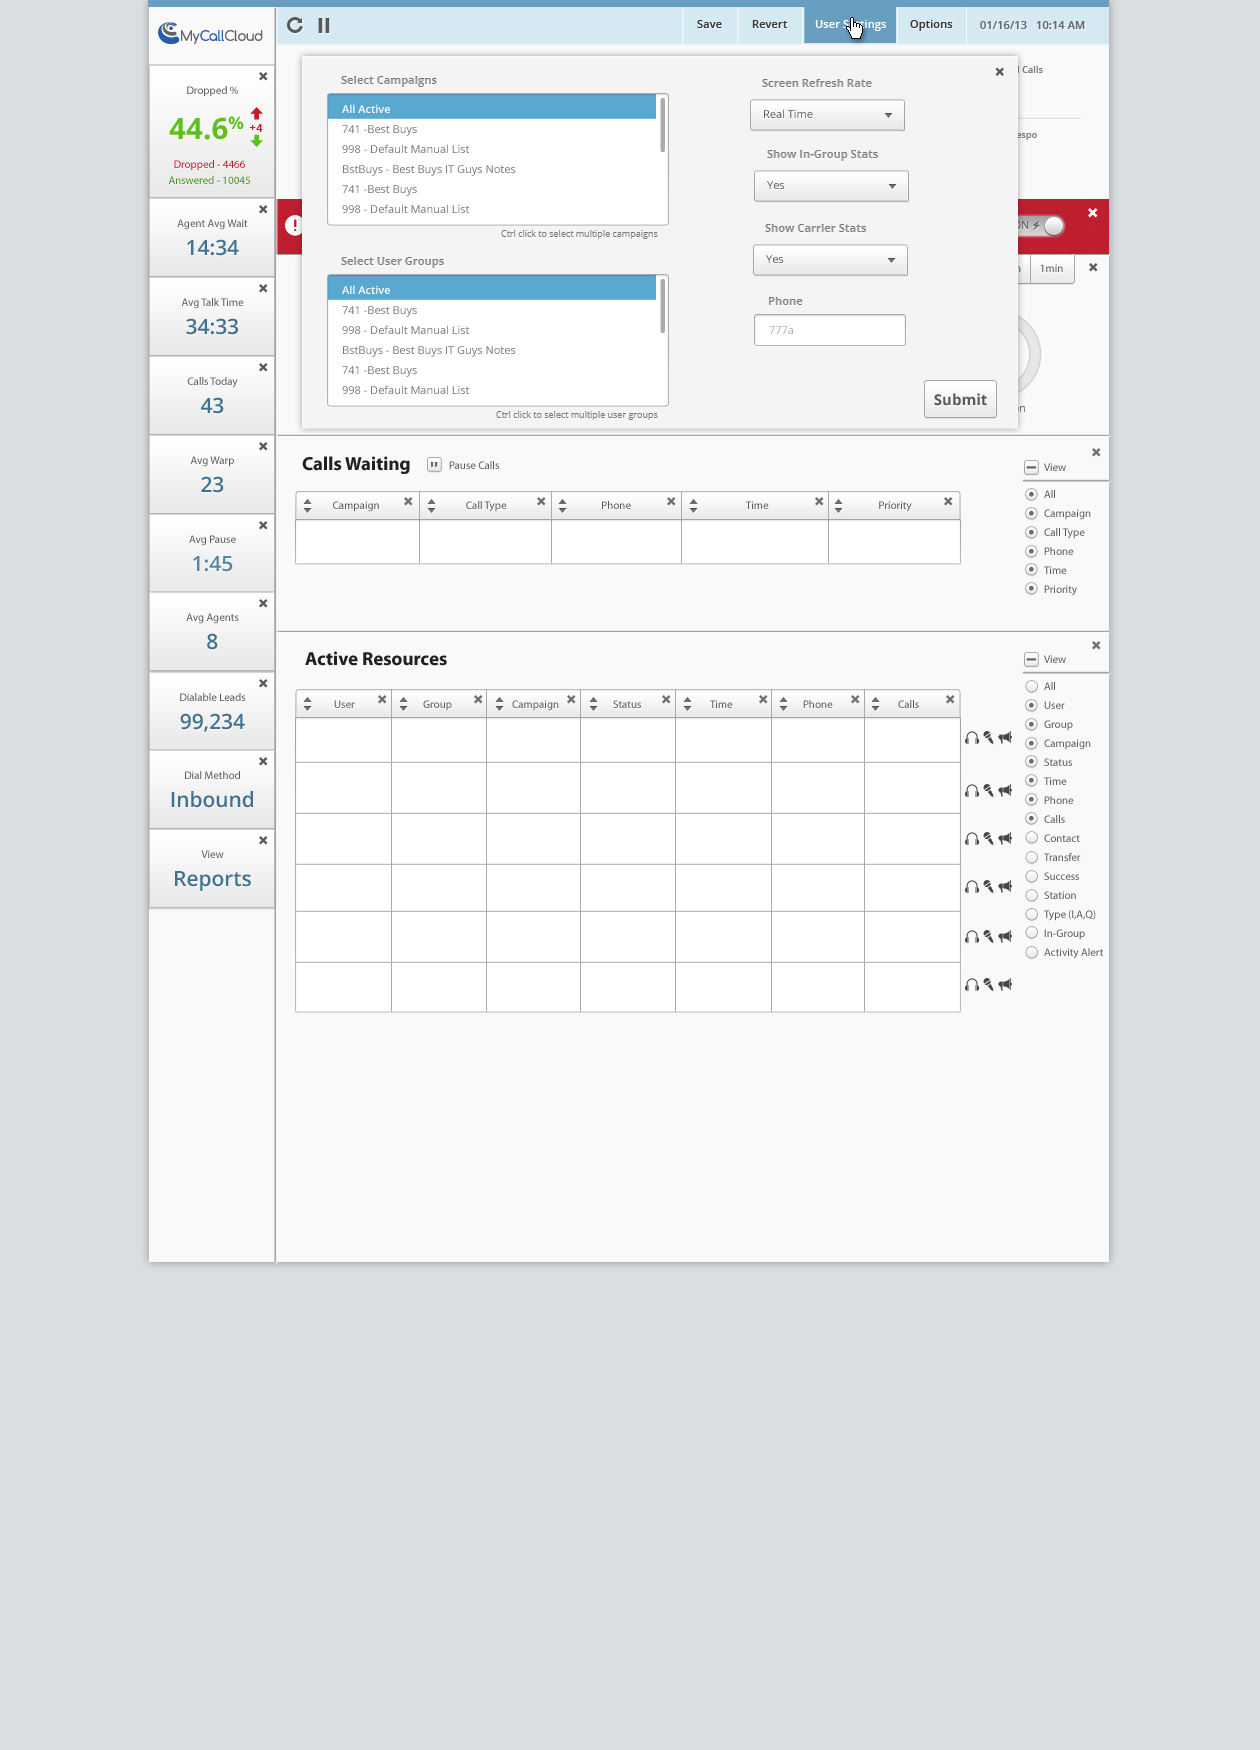 MyCallCloud
Save
Revert
User Settings
Options
01/16/13 10:14 AM
Dropped %
44.6%
+4
Dropped - 4466
Answered - 10045
Agent Avg Wait
14:34
Avg Talk Time
34:33
Calls Today
43
Avg Warp
23
Avg Pause
1:45
Avg Agents
8
Dialable Leads
99,234
Dial Method
Inbound
View
Reports
Select Campaigns
All Active
741 -Best Buys
998 - Default Manual List
BstBuys - Best Buys IT Guys Notes
741 -Best Buys
998 - Default Manual List
Ctrl click to select multiple campaigns
Select User Groups
All Active
741 -Best Buys
998 - Default Manual List
BstBuys - Best Buys IT Guys Notes
741 -Best Buys
998 - Default Manual List
Ctrl click to select multiple user groups
Screen Refresh Rate
Real Time
Show In-Group Stats
Yes
Show Carrier Stats
Yes
Phone
777a
Submit
Calls
ON
1min
Calls Waiting
Pause Calls
Campaign
Call Type
Phone
Time
Priority
View
All
Campaign
Call Type
Phone
Time
Priority
Active Resources
User
Group
Campaign
Status
Time
Phone
Calls
View
All
User
Group
Campaign
Status
Time
Phone
Calls
Contact
Transfer
Success
Station
Type (I,A,Q)
In-Group
Activity Alert